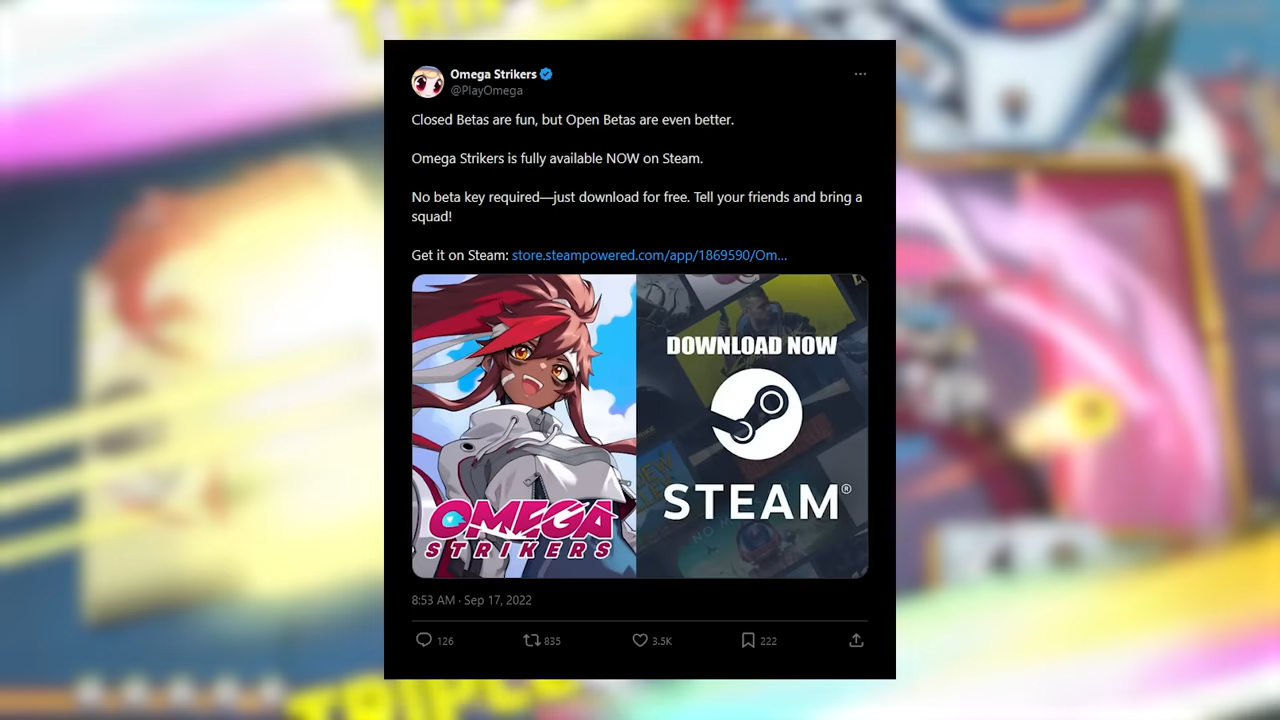 Omega Strikers
@PlayOmega
Closed Betas are fun, but Open Betas are even better.
Omega Strikers is fully available NOW on Steam.
No beta key required—just download for free. Tell your friends and bring a
squad!
Get it on Steam: store.steampowered.com/app/1869590/Om...
DOWNLOAD NOW
STEAM®
OMEGA
STRIKERS
8:53 AM · Sep 17, 2022
126 835 3.5K 222